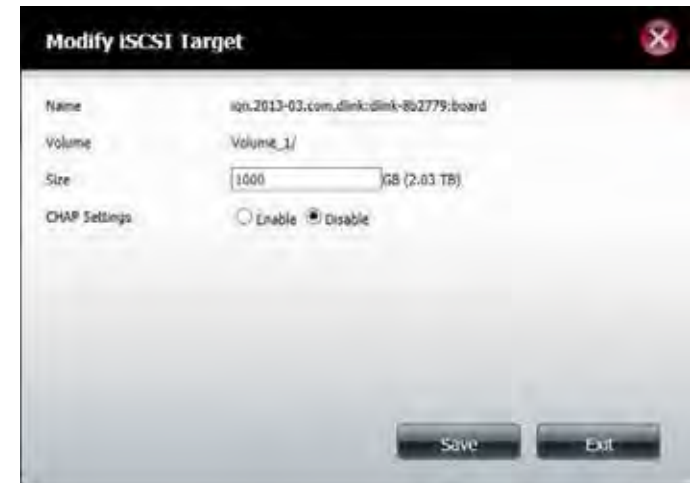 Modify iSCSI Target
Name iqn.2013-03.com.dlink:dlink-8b2779:board
Volume Volume_1/
Size 1000 GB (2.03 TB)
CHAP Settings Enable Disable
Save Exit